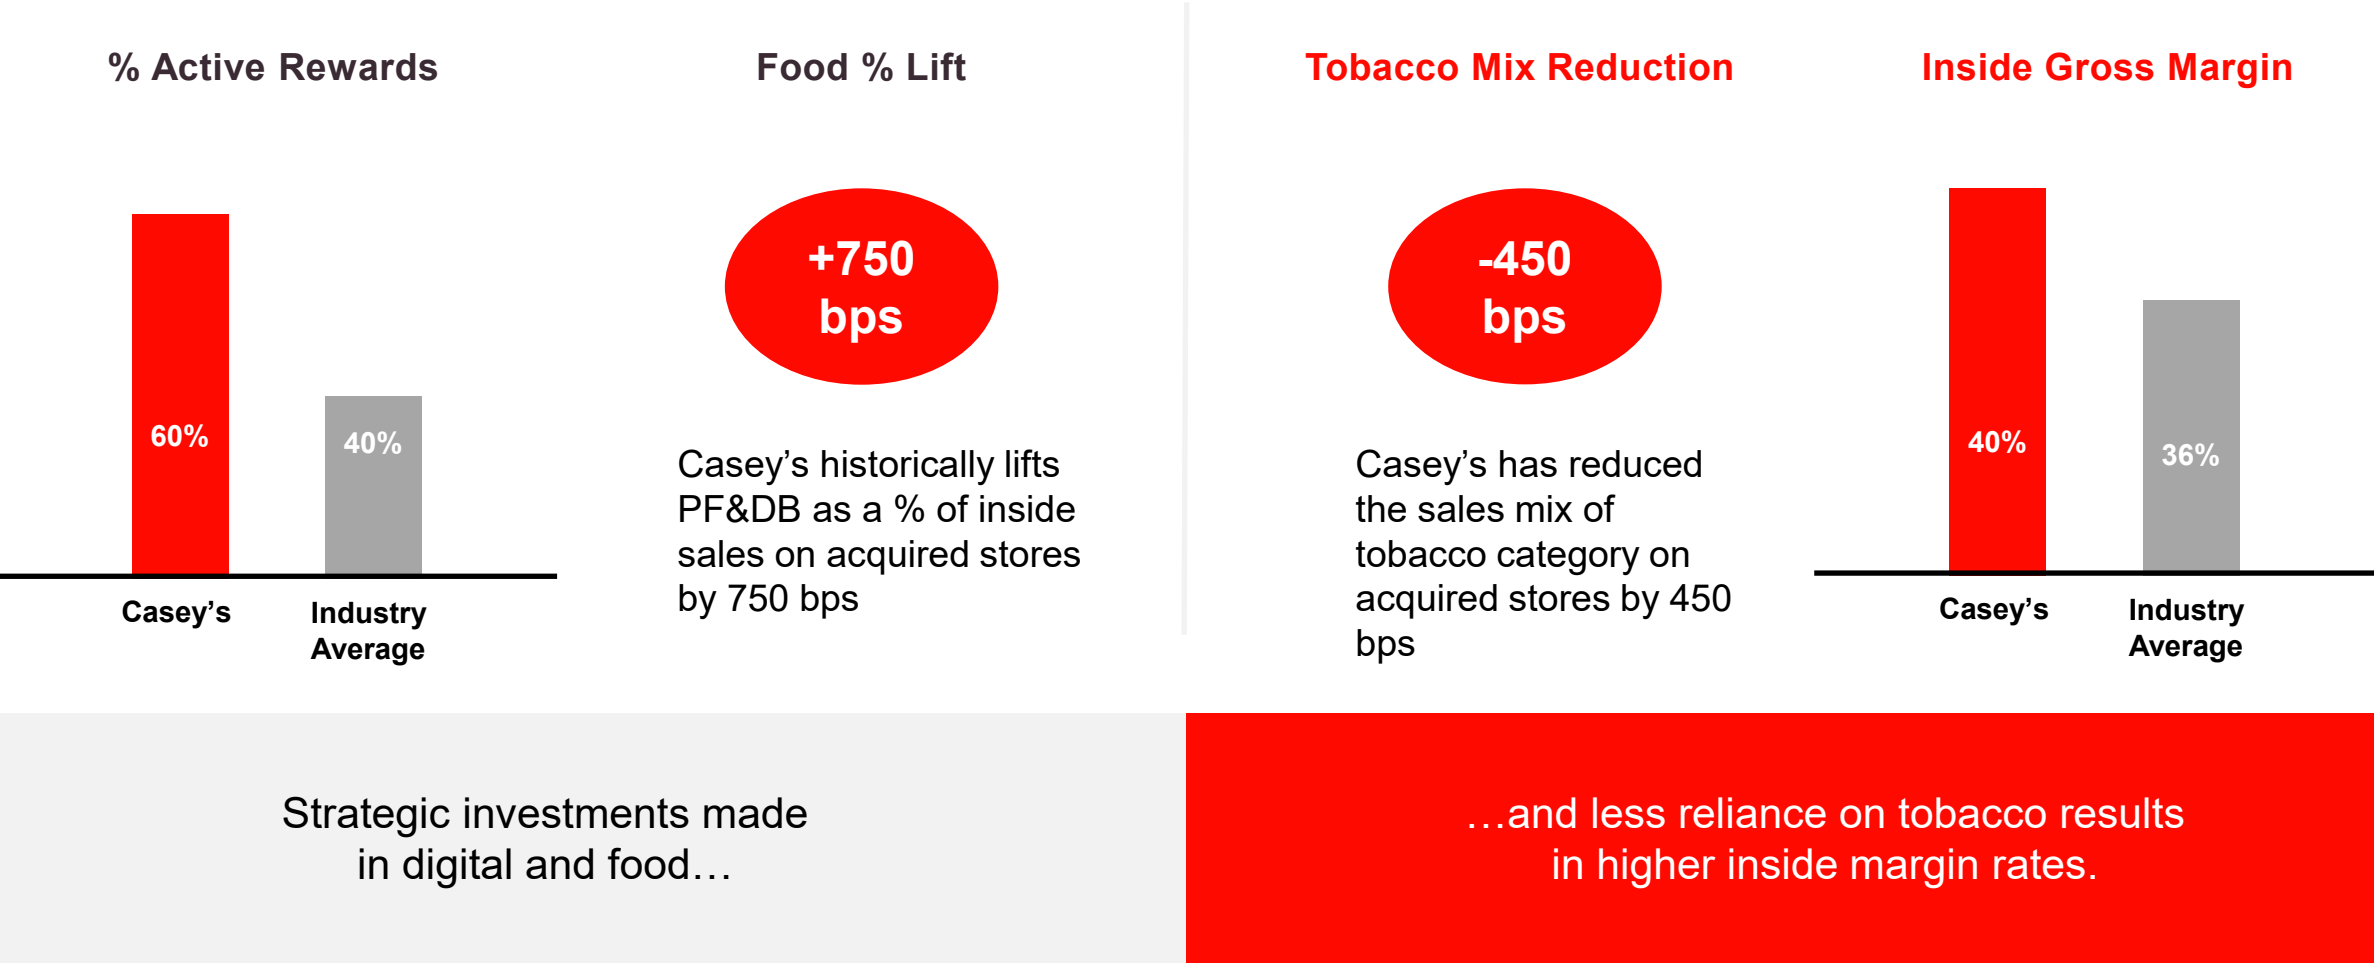 % Active Rewards
60%
40%
Casey’s
Industry
Average
Food % Lift
+750
bps
Casey’s historically lifts
PF&DB as a % of inside
sales on acquired stores
by 750 bps
Tobacco Mix Reduction
-450
bps
Casey’s has reduced
the sales mix of
tobacco category on
acquired stores by 450
bps
Inside Gross Margin
40%
36%
Casey’s
Industry
Average
Strategic investments made
in digital and food…
…and less reliance on tobacco results
in higher inside margin rates.